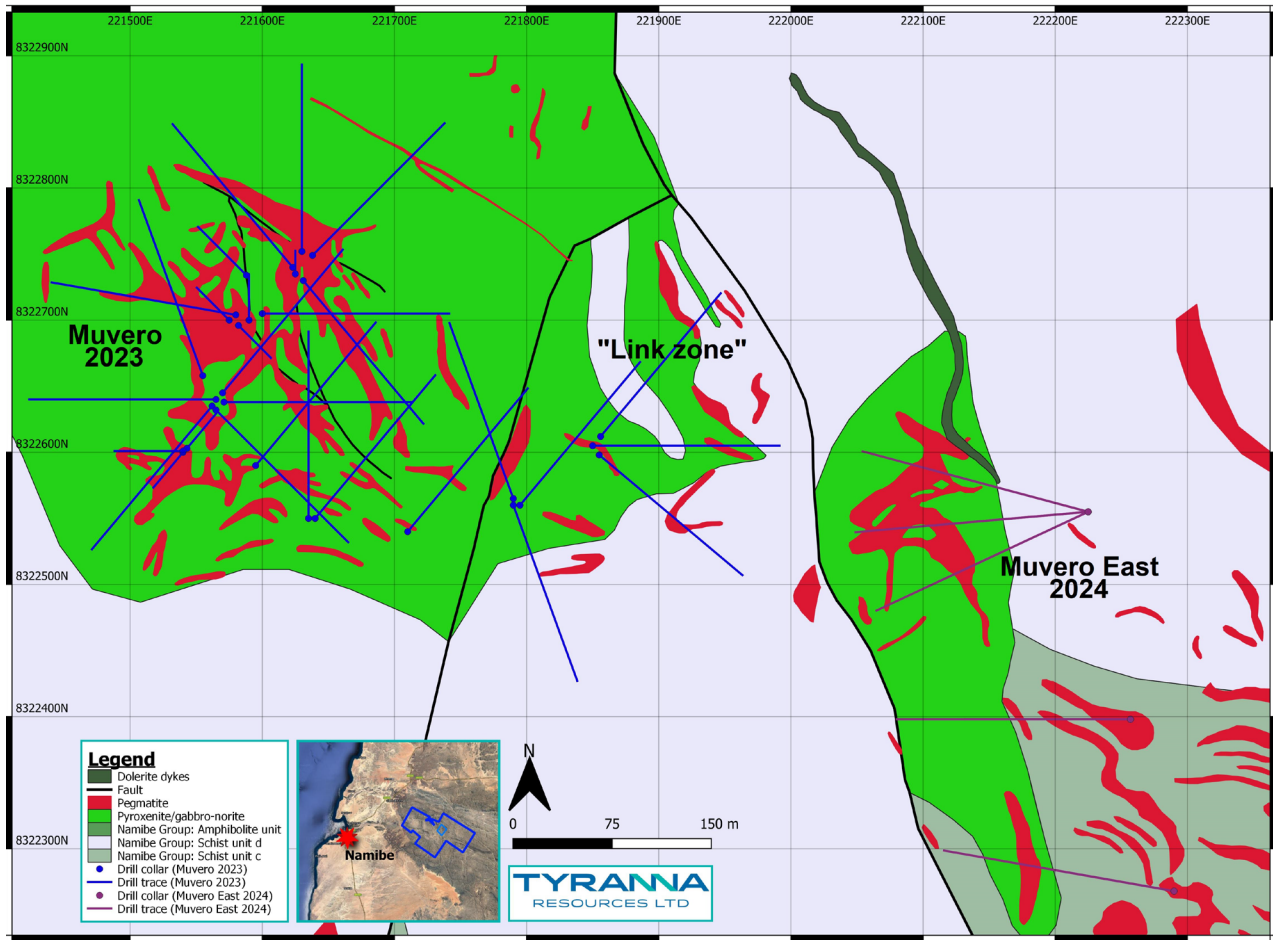 221500E 221600E 221700E 221800E 221900E 222000E 222100E 222200E 222300E
8322900N
8322800N
8322700N
8322600N
8322500N
8322400N
8322300N
Muvero
2023
"Link zone"
Muvero East
2024
Legend
Dolerite dykes
Fault
Pegmatite
Pyroxenite/gabbro-norite
Namibe Group: Amphibolite unit
Namibe Group: Schist unit d
Namibe Group: Schist unit c
Drill collar (Muvero 2023)
Drill trace (Muvero 2023)
Drill collar (Muvero East 2024)
Drill trace (Muvero East 2024)
Namibe
N
0 75 150 m
TYRANNA
RESOURCES LTD